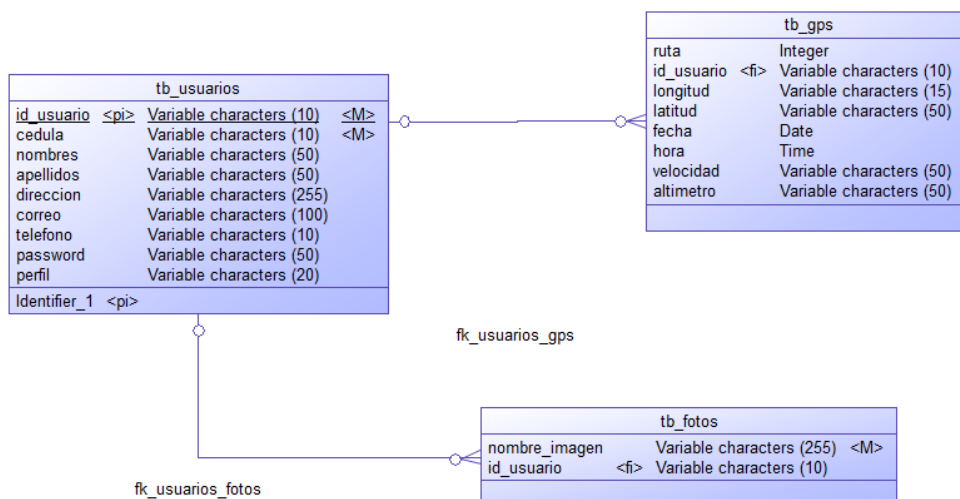 tb_usuarios
id_usuario <pi> Variable characters (10) <M>
cedula Variable characters (10) <M>
nombres Variable characters (50)
apellidos Variable characters (50)
direccion Variable characters (255)
correo Variable characters (100)
telefono Variable characters (10)
password Variable characters (50)
perfil Variable characters (20)
Identifier_1 <pi>
tb_gps
ruta Integer
id_usuario <fi> Variable characters (10)
longitud Variable characters (15)
latitud Variable characters (50)
fecha Date
hora Time
velocidad Variable characters (50)
altimetro Variable characters (50)
fk_usuarios_gps
tb_fotos
nombre_imagen Variable characters (255) <M>
id_usuario <fi> Variable characters (10)
fk_usuarios_fotos